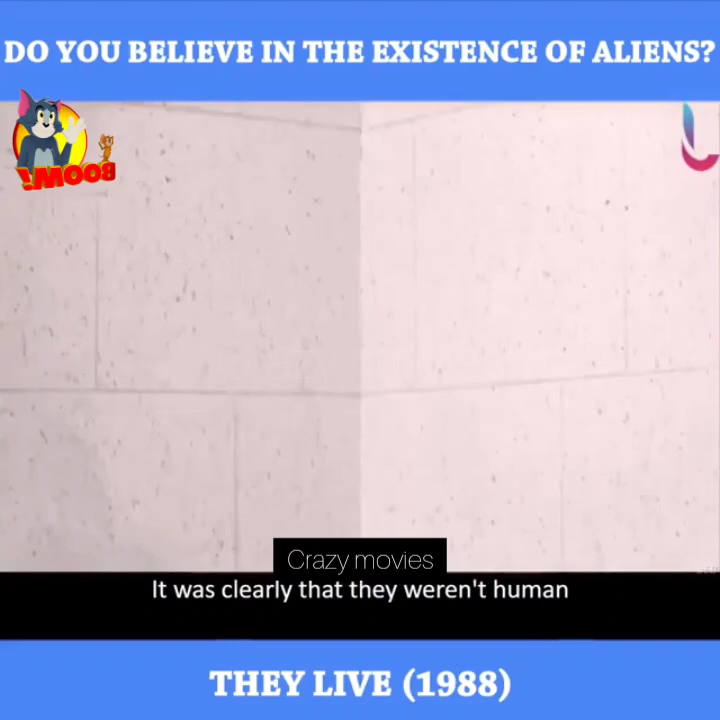 DO YOU BELIEVE IN THE EXISTENCE OF ALIENS?
BOOM!
Crazy movies
It was clearly that they weren't human
THEY LIVE (1988)